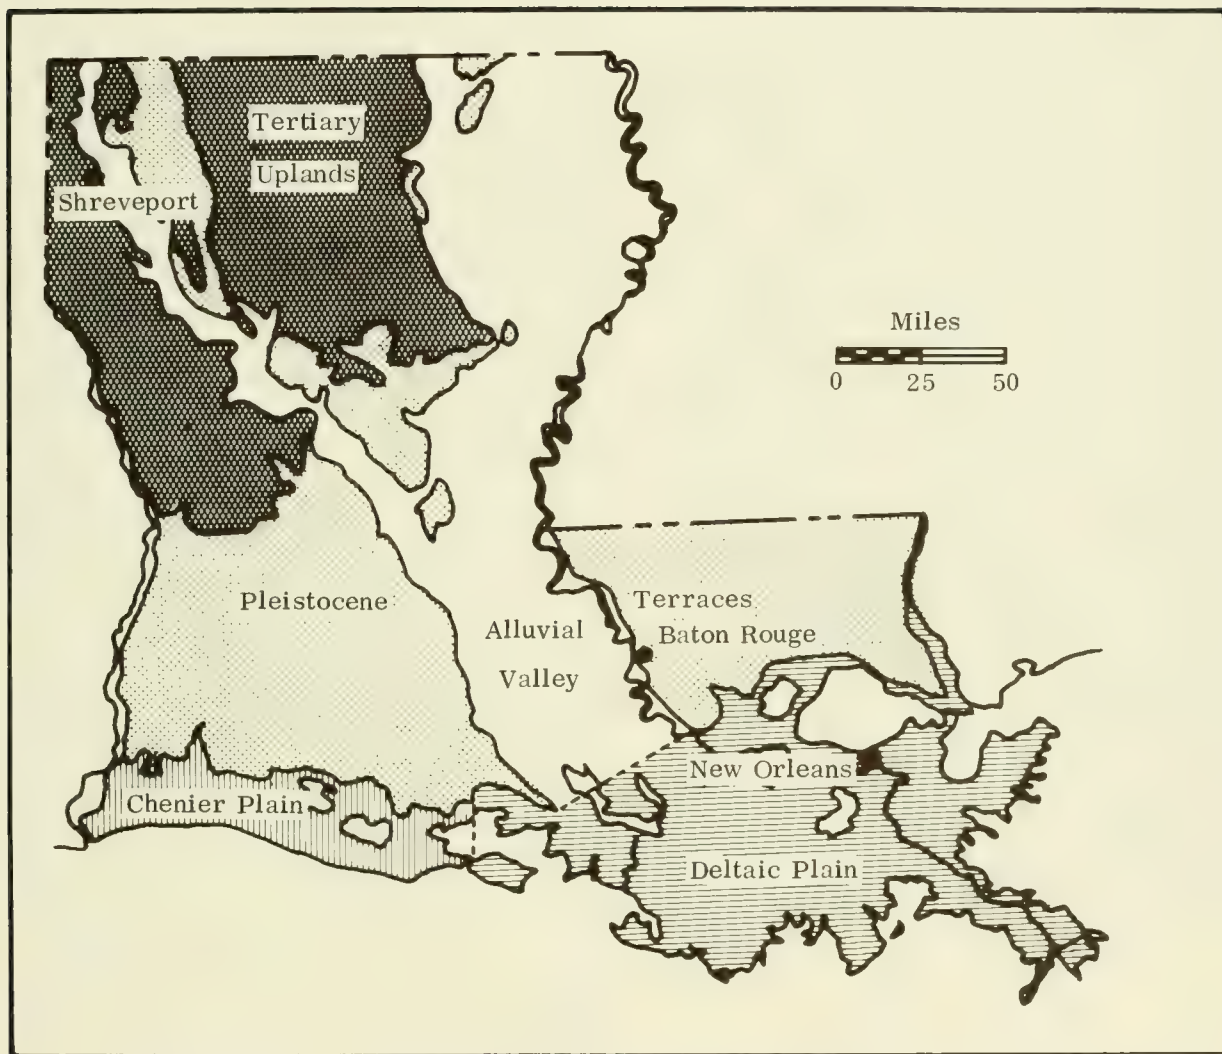 Tertiary
Uplands
Shreveport
Miles
0 25 50
Pleistocene
Terraces
Baton Rouge
Alluvial
Valley
New Orleans
Chenier Plain
Deltaic Plain